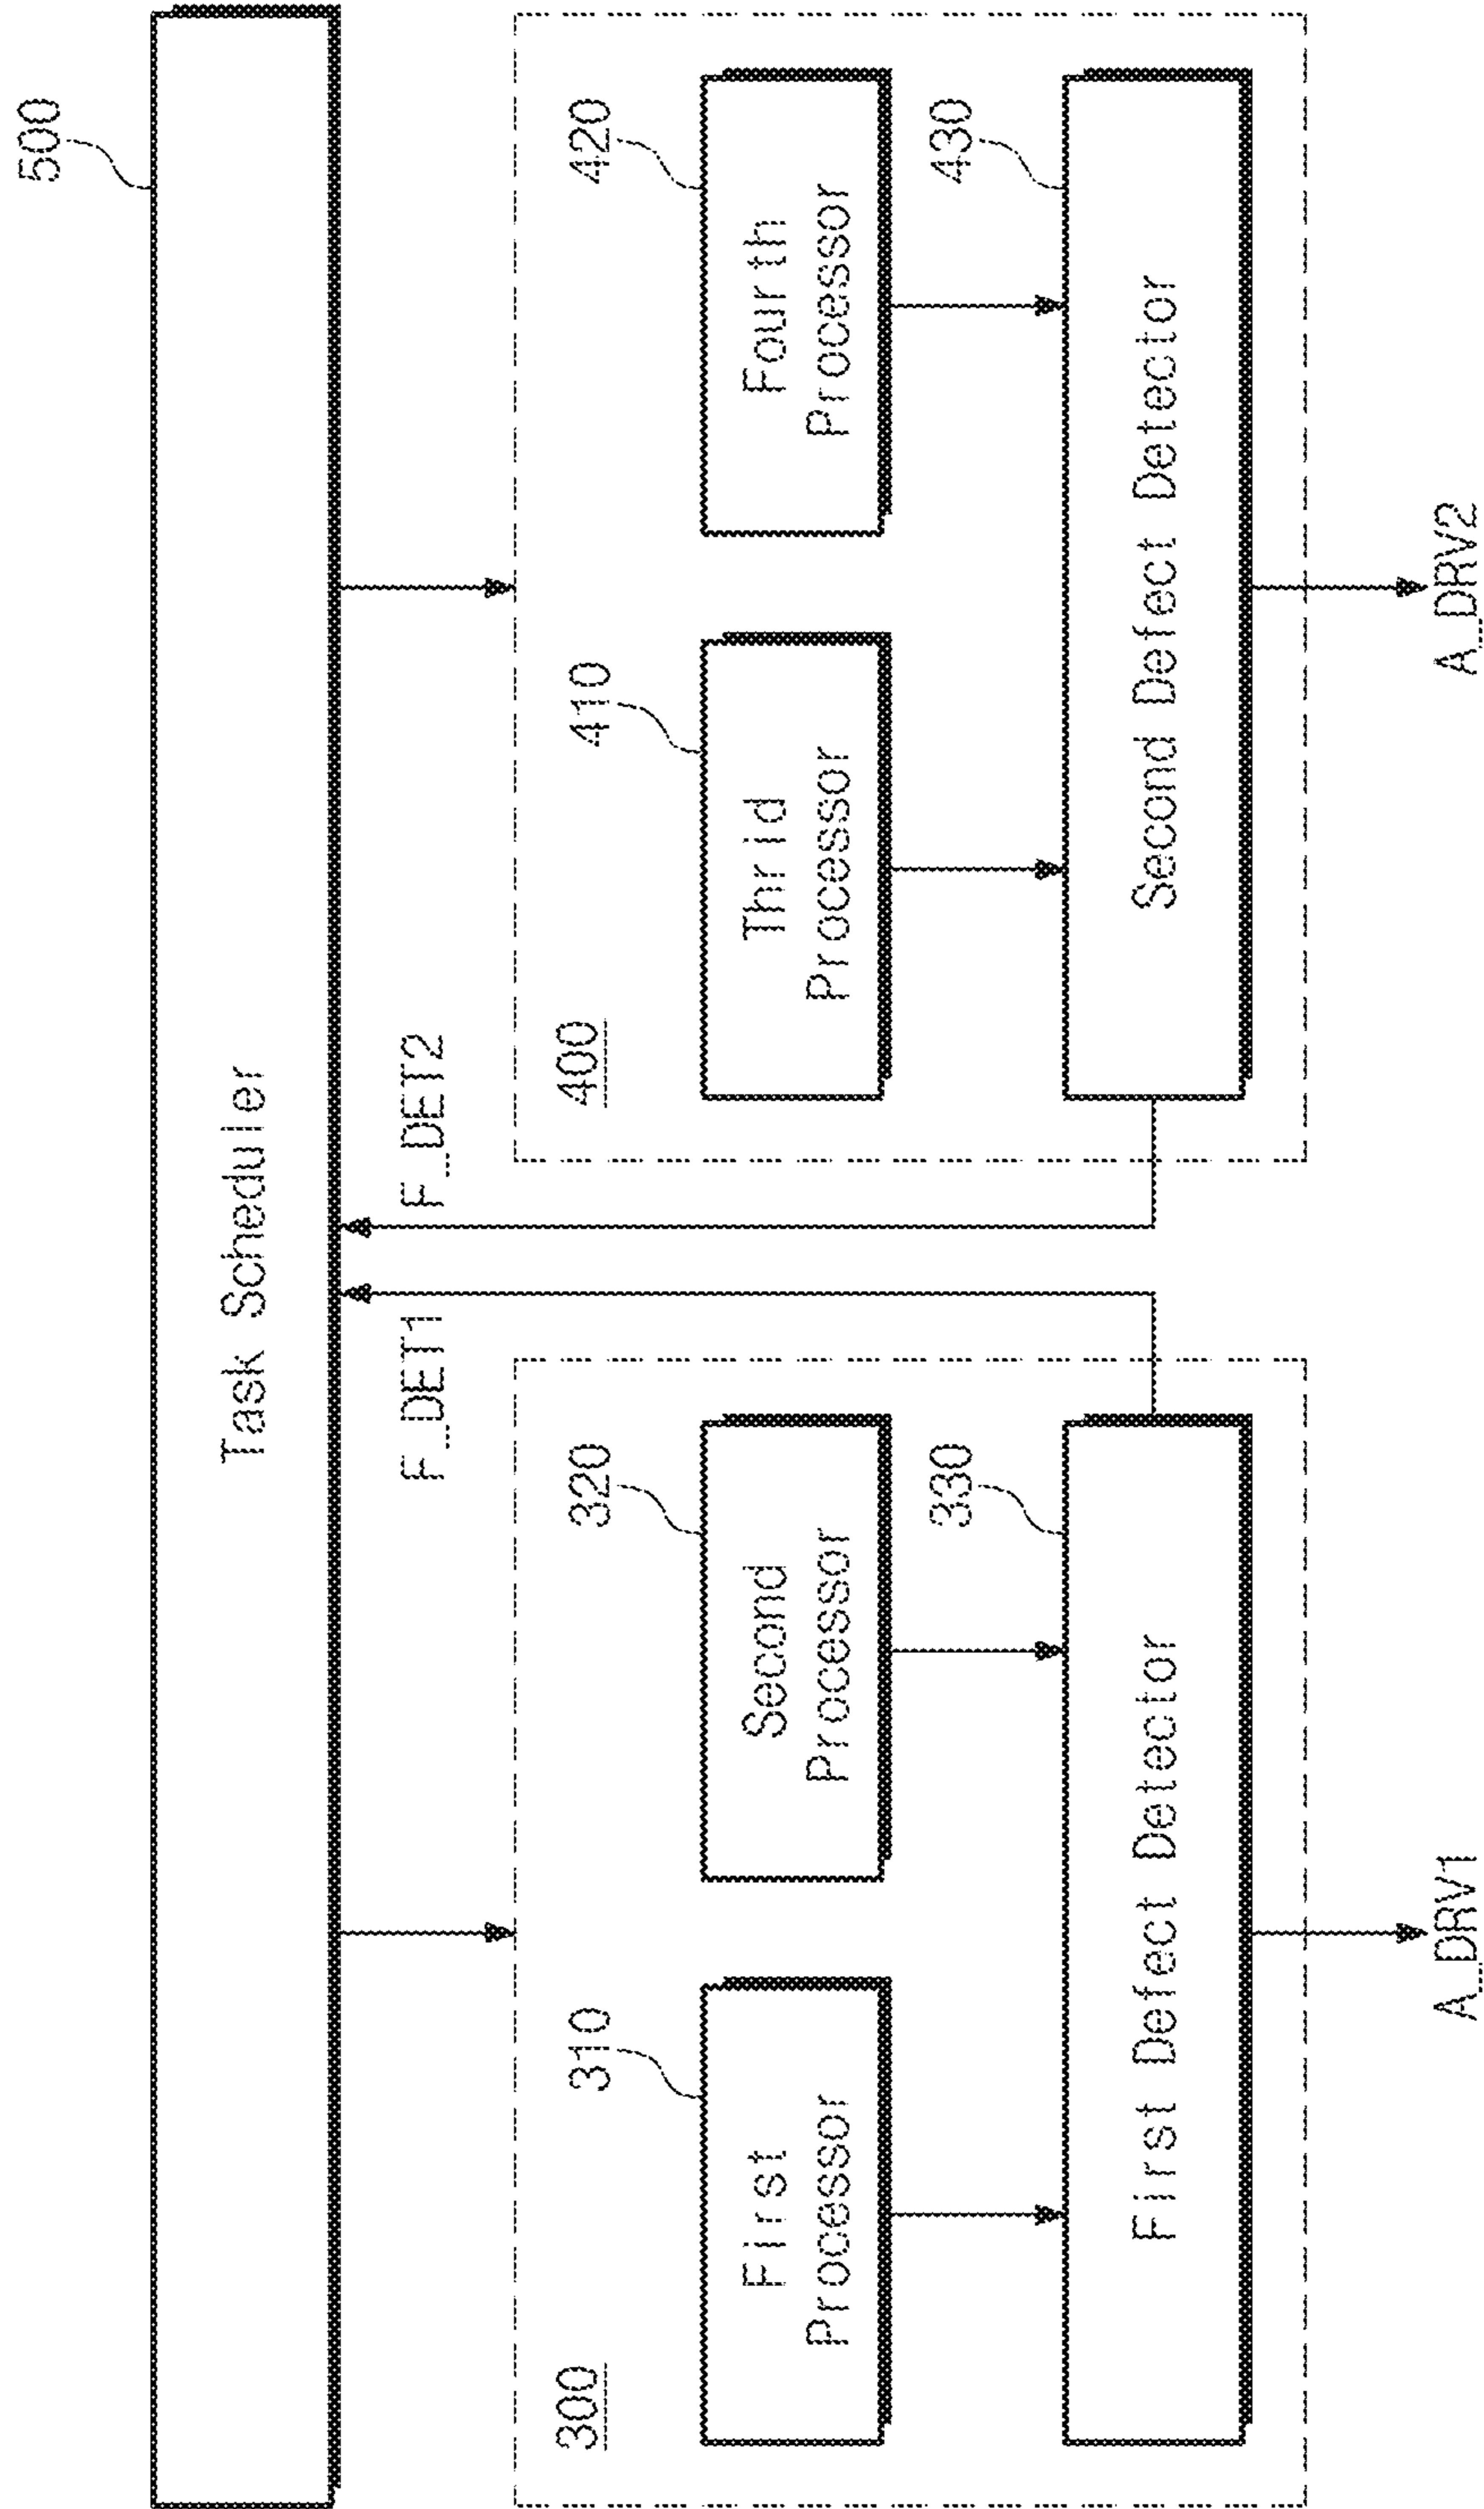 500
Task Scheduler
F_DET1
F_DET2
300
310
First
Processor
320
Second
Processor
330
First Defect Detector
A_DRV1
400
410
Thrid
Processor
420
Fourth
Processor
430
Second Defect Detector
A_DRV2